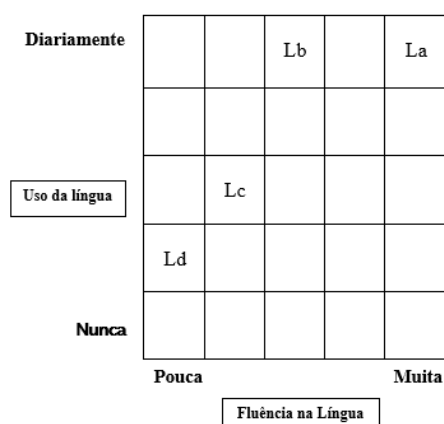 Diariamente
Lb La
Uso da língua
Lc
Ld
Nunca
Pouca Muita
Fluência na Língua